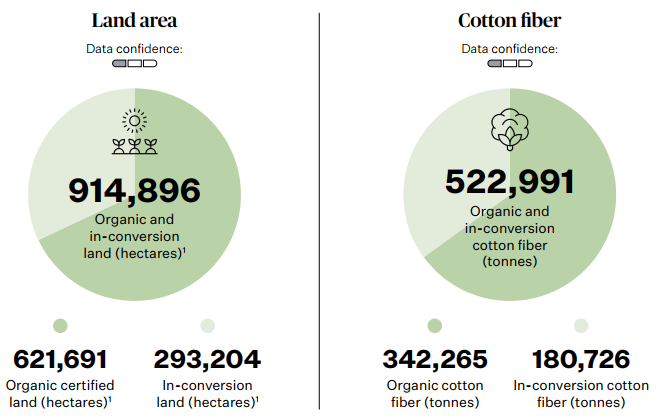 Land area
Data confidence:
914,896
Organic and
in-conversion
land (hectares)¹
621,691
Organic certified
land (hectares)¹
293,204
In-conversion
land (hectares)¹
Cotton fiber
Data confidence:
522,991
Organic and
in-conversion
cotton fiber
(tonnes)
342,265
Organic cotton
fiber (tonnes)
180,726
In-conversion cotton
fiber (tonnes)